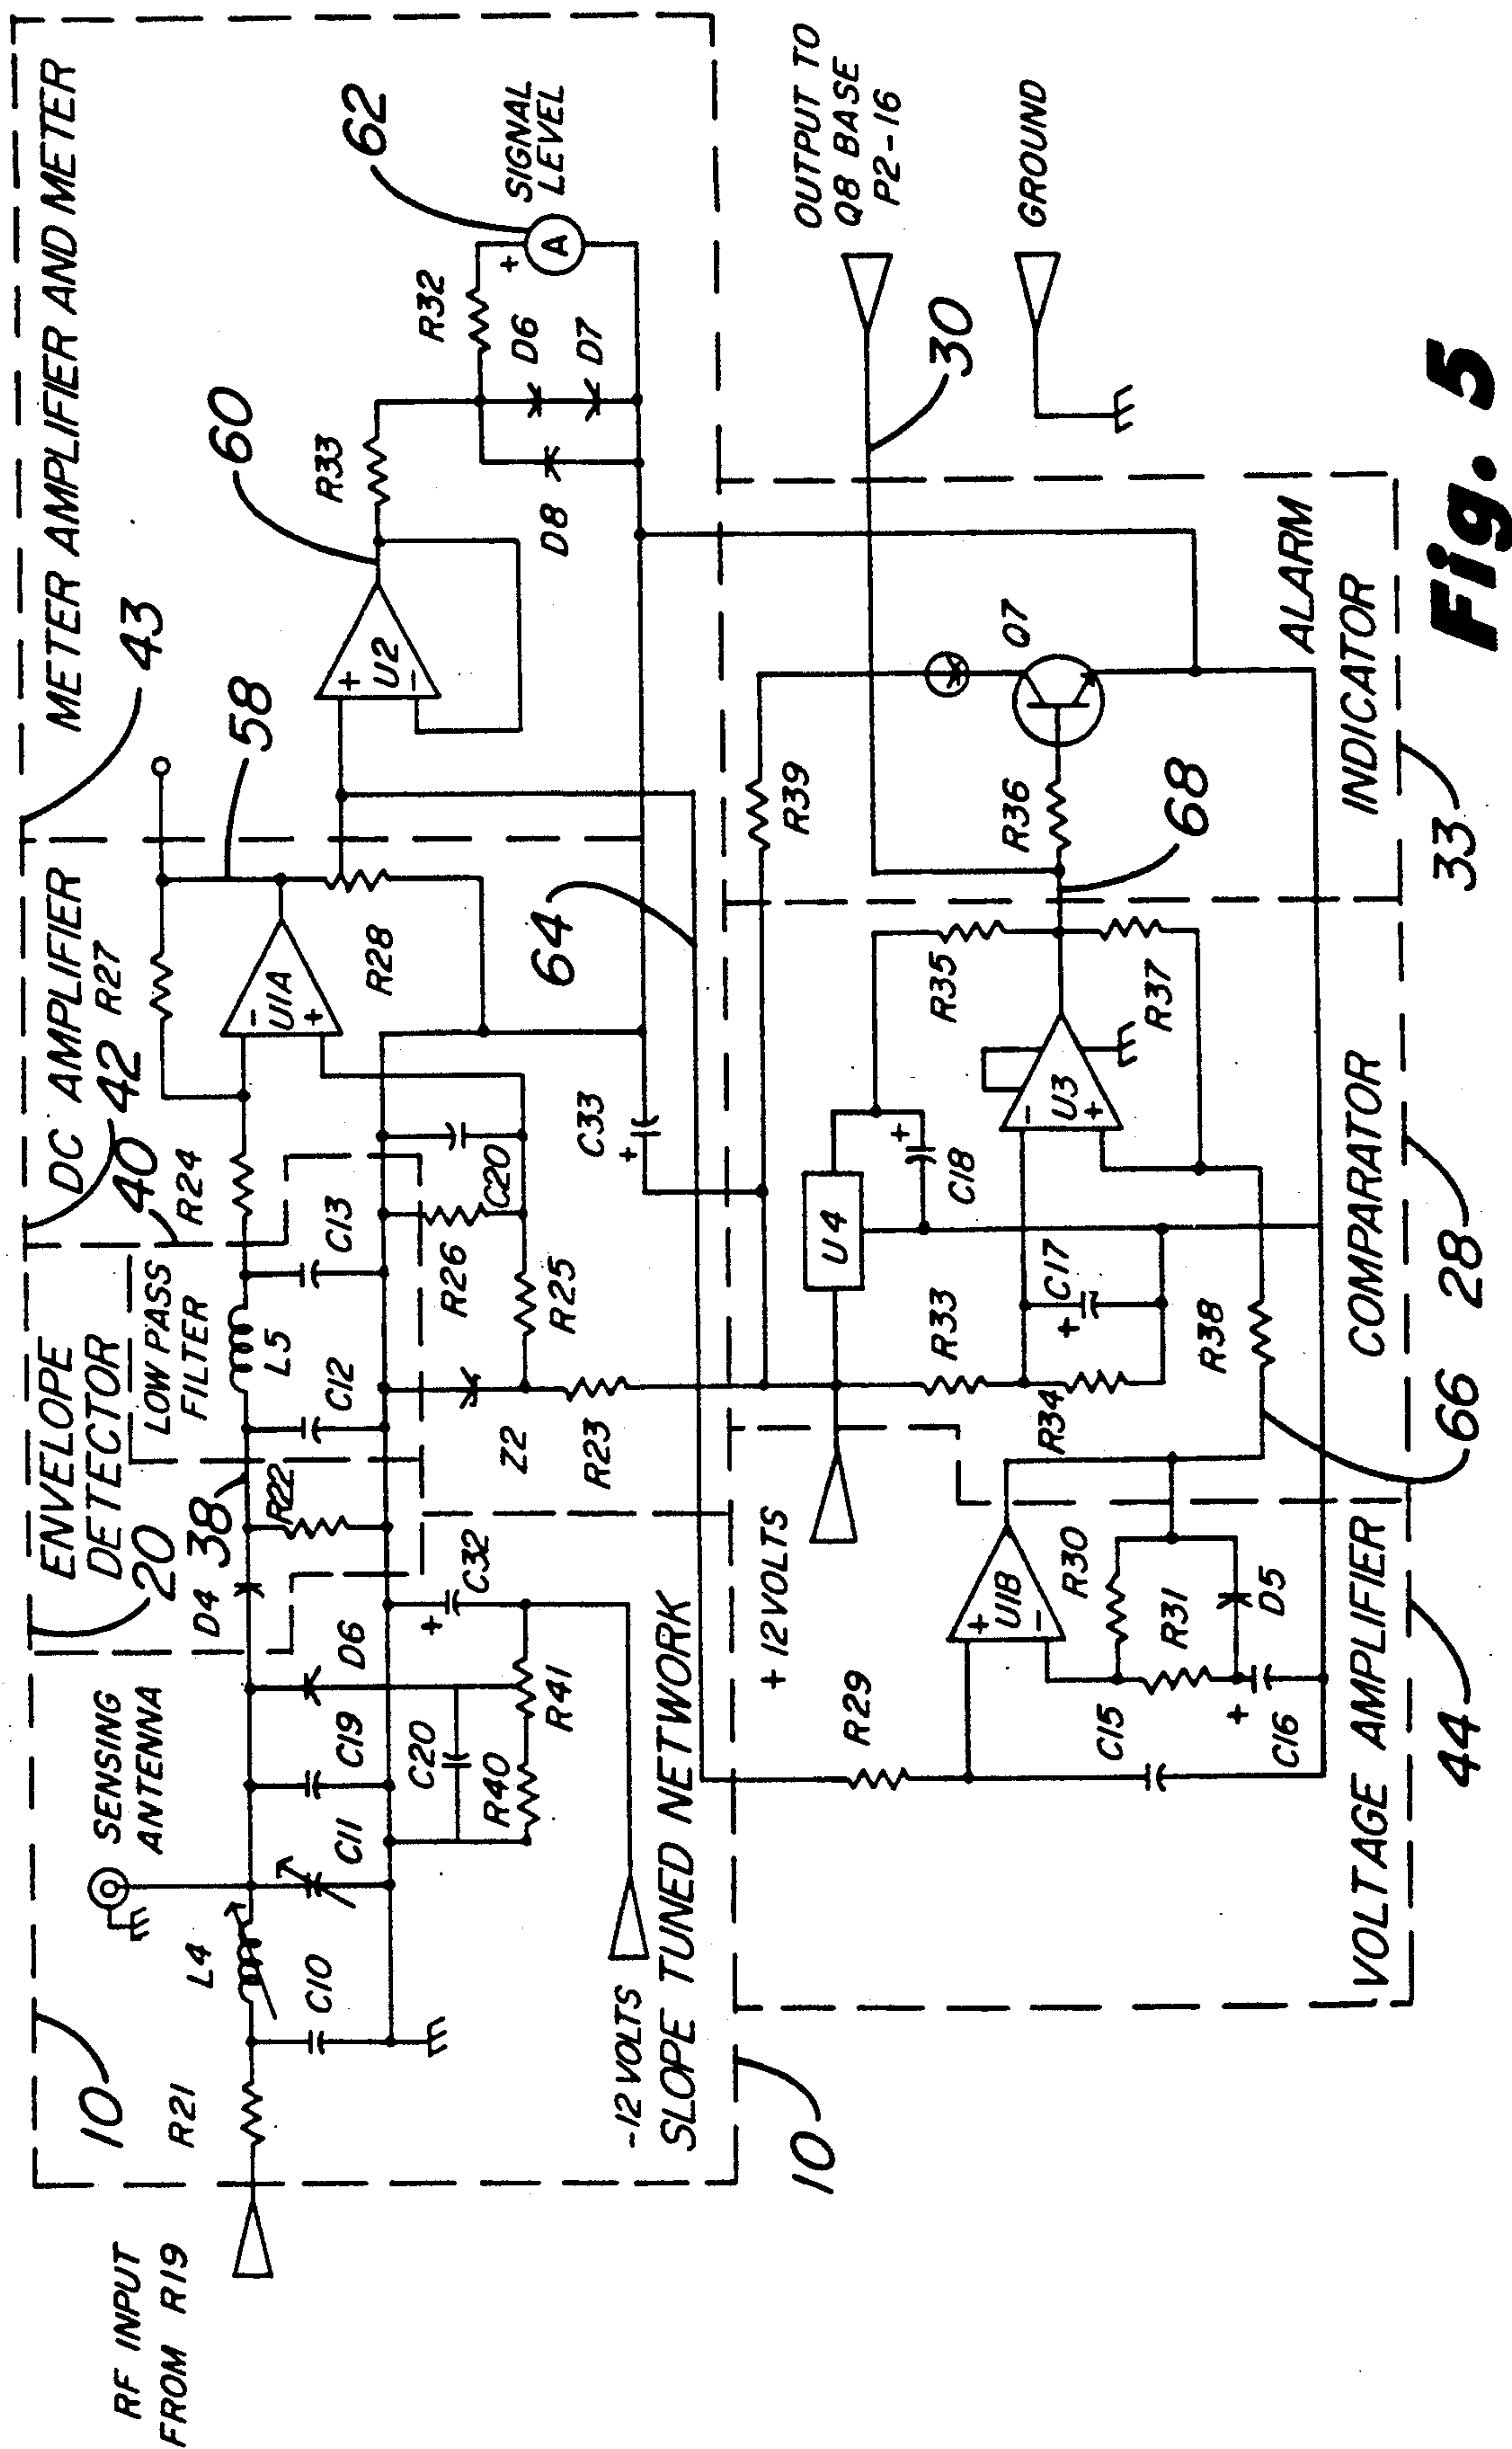 RF INPUT
FROM R19
10
R21
L4
C10
SENSING
ANTENNA
C11
C19
D6
C20
R40
R41
C32
+
-12 VOLTS
SLOPE TUNED NETWORK
10
ENVELOPE
DETECTOR
20
D4
38
R22
LOW PASS
FILTER
40
L5
C12
C13
Z2
R23
R25
R26
C20
DC AMPLIFIER
42
R24
R27
U1A
-
+
R28
C33
+
58
64
METER AMPLIFIER AND METER
43
U2
+
-
60
R33
D8
D6
D7
R32
+
A
62
SIGNAL
LEVEL
+12 VOLTS
R29
U1B
+
-
R30
R31
D5
C15
C16
+
VOLTAGE AMPLIFIER
44
U4
C18
+
R33
R34
C17
+
R38
U3
-
+
R35
R37
COMPARATOR
66
28
R39
R36
68
Q7
ALARM
INDICATOR
33
30
OUTPUT TO
Q8 BASE
P2-16
GROUND
Fig. 5